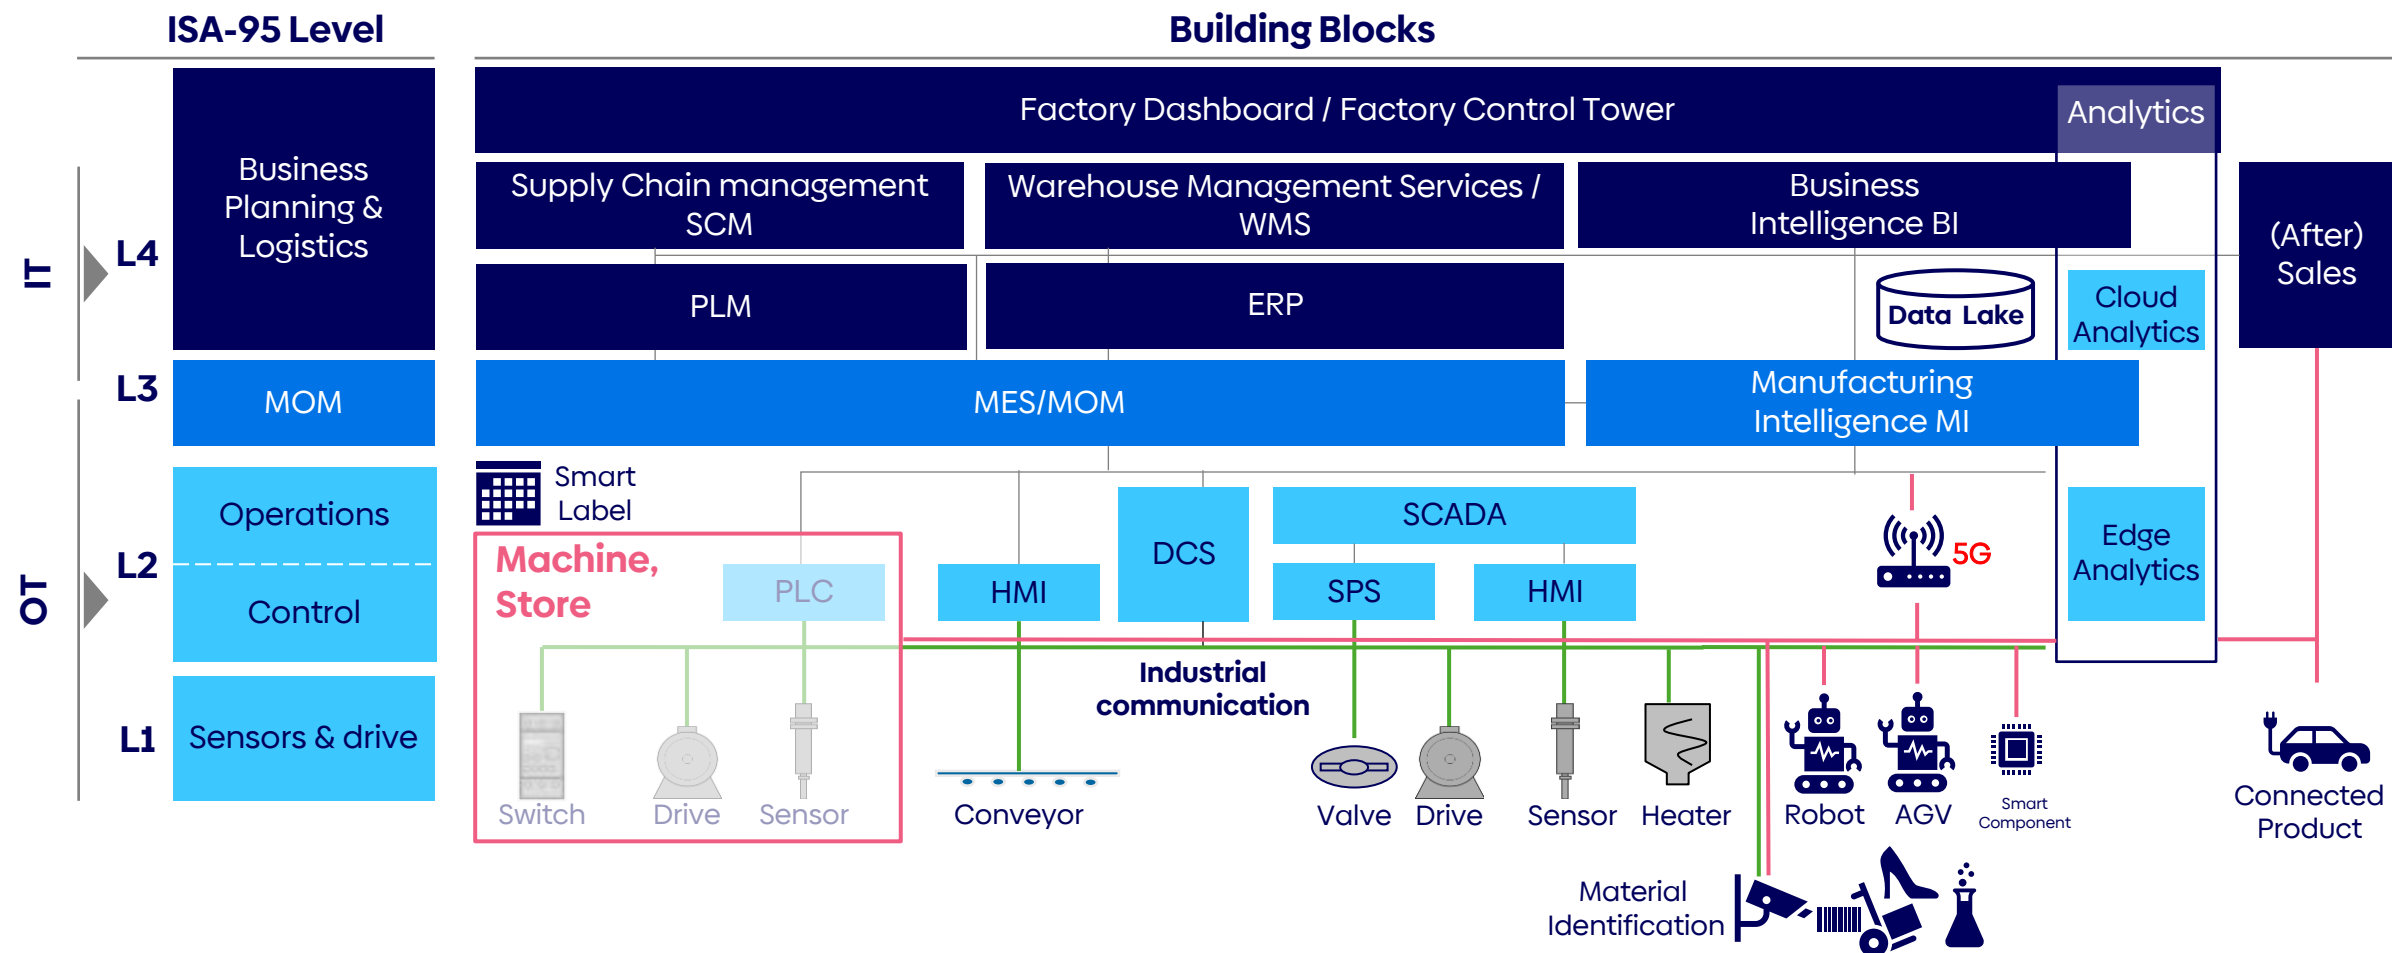 ISA-95 Level
Building Blocks
Factory Dashboard / Factory Control Tower
Analytics
Business
Planning &
Logistics
Supply Chain management
SCM
Warehouse Management Services /
WMS
Business
Intelligence BI
(After)
Sales
IT
L4
PLM
ERP
Data Lake
Cloud
Analytics
L3
MOM
MES/MOM
Manufacturing
Intelligence MI
OT
L2
Operations
Control
Smart
Label
Machine,
Store
PLC
HMI
DCS
SCADA
SPS
HMI
5G
Edge
Analytics
Industrial
communication
L1
Sensors & drive
Switch
Drive
Sensor
Conveyor
Valve
Drive
Sensor
Heater
Robot
AGV
Smart
Component
Connected
Product
Material
Identification